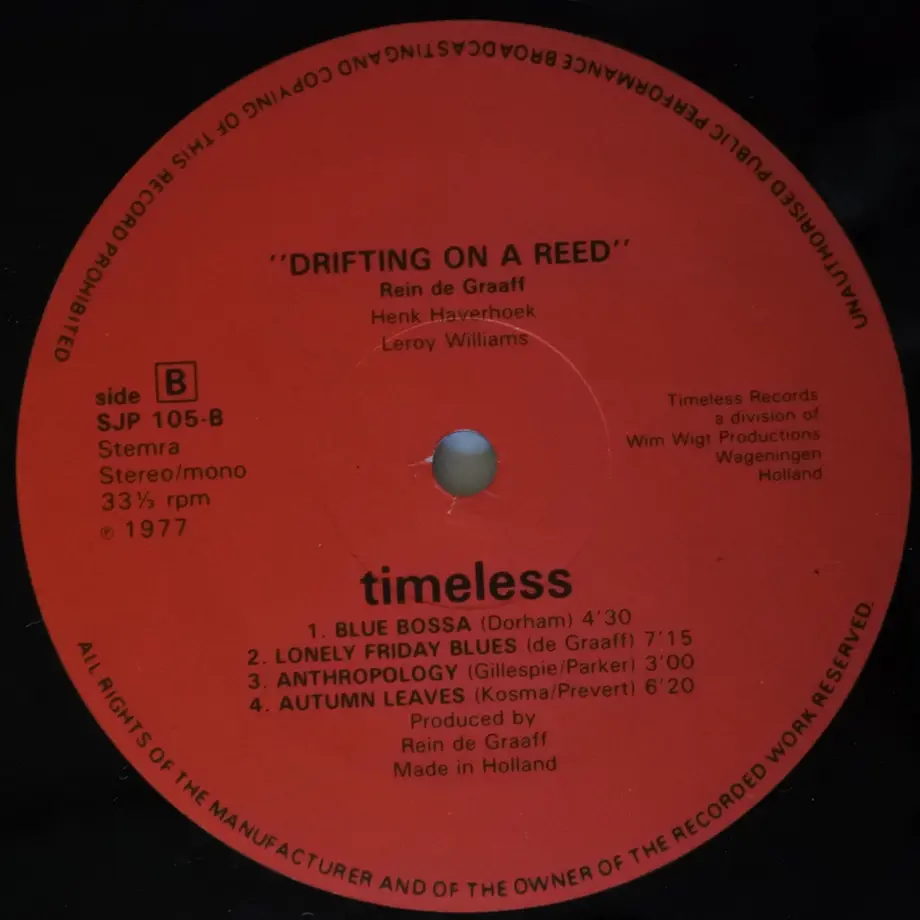 UNAUTHORISED PUBLIC PERFORMANCE BROADCASTING AND COPYING OF THIS RECORD PROHIBITED
"DRIFTING ON A REED"
Rein de Graaff
Henk Haverhoek
Leroy Williams
side B
SJP 105-B
Stemra
Stereo/mono
33⅓ rpm
℗ 1977
Timeless Records
a division of
Wim Wigt Productions
Wageningen
Holland
timeless
1. BLUE BOSSA (Dorham) 4'30
2. LONELY FRIDAY BLUES (de Graaff) 7'15
3. ANTHROPOLOGY (Gillespie/Parker) 3'00
4. AUTUMN LEAVES (Kosma/Prevert) 6'20
Produced by
Rein de Graaff
Made in Holland
ALL RIGHTS OF THE MANUFACTURER AND OF THE OWNER OF THE RECORDED WORK RESERVED.